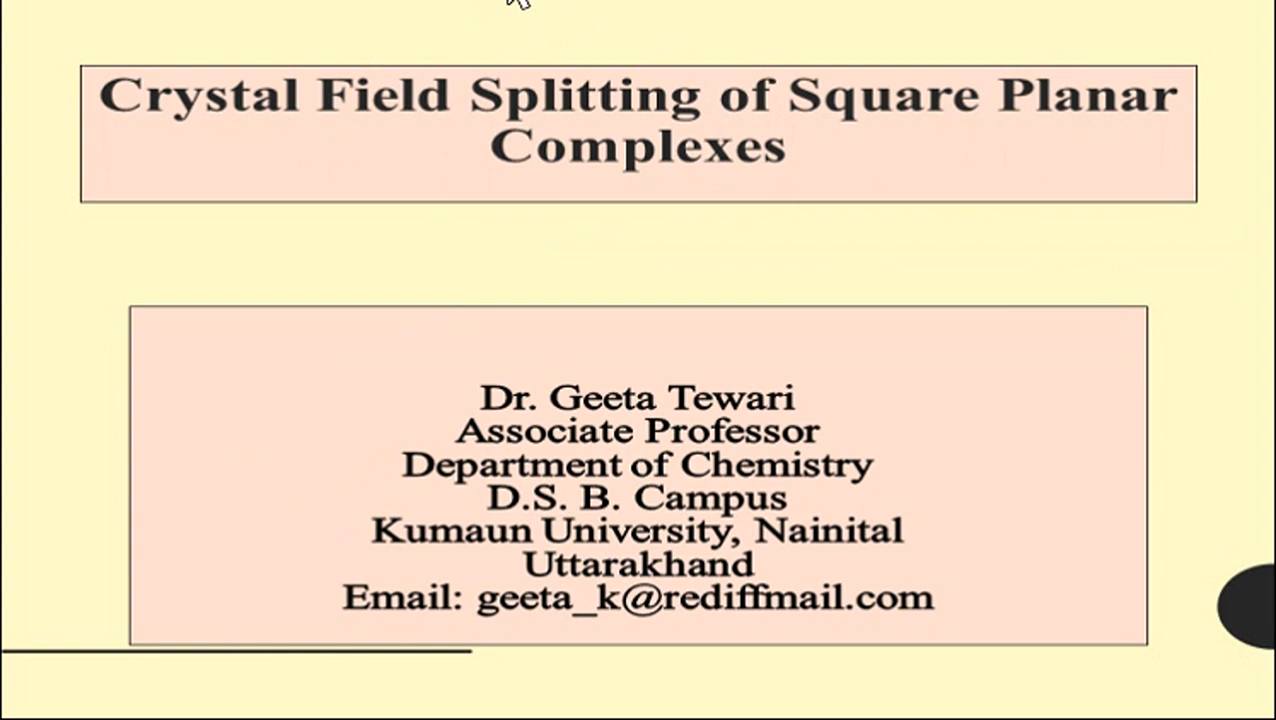 Crystal Field Splitting of Square Planar
Complexes
Dr. Geeta Tewari
Associate Professor
Department of Chemistry
D.S. B. Campus
Kumaun University, Nainital
Uttarakhand
Email: geeta_k@rediffmail.com